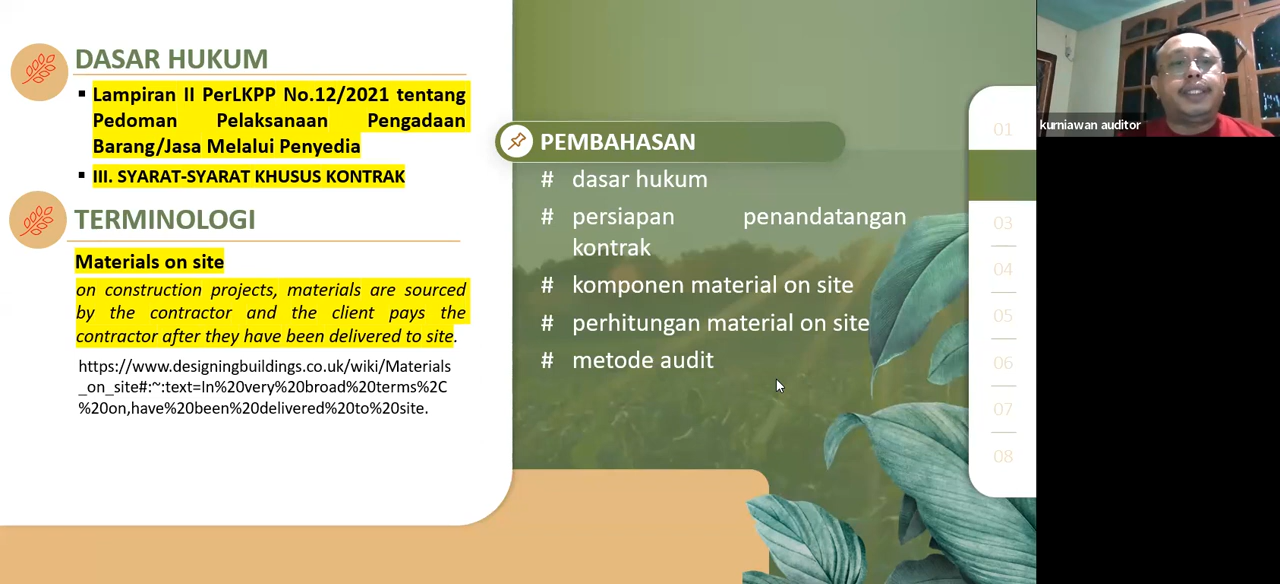 DASAR HUKUM
▪ Lampiran II PerLKPP No.12/2021 tentang
Pedoman Pelaksanaan Pengadaan
Barang/Jasa Melalui Penyedia
▪ III. SYARAT-SYARAT KHUSUS KONTRAK
TERMINOLOGI
Materials on site
on construction projects, materials are sourced
by the contractor and the client pays the
contractor after they have been delivered to site.
https://www.designingbuildings.co.uk/wiki/Materials
_on_site#:~:text=In%20very%20broad%20terms%2C
%20on,have%20been%20delivered%20to%20site.
PEMBAHASAN
# dasar hukum
# persiapan penandatangan
kontrak
# komponen material on site
# perhitungan material on site
# metode audit
01
03
04
05
06
07
08
kurniawan auditor